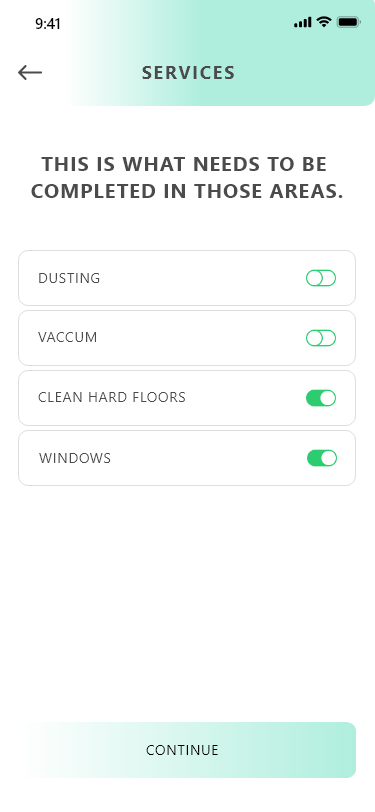 9:41
SERVICES
THIS IS WHAT NEEDS TO BE
COMPLETED IN THOSE AREAS.
DUSTING
VACCUM
CLEAN HARD FLOORS
WINDOWS
CONTINUE